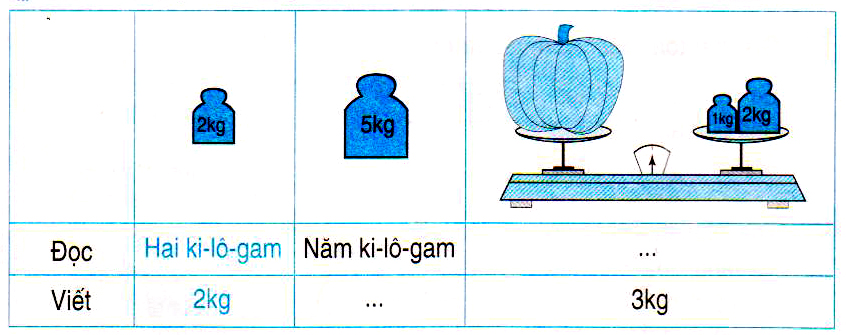 2kg
5kg
1kg 2kg
Đọc Hai ki-lô-gam Năm ki-lô-gam ...
Viết 2kg ... 3kg